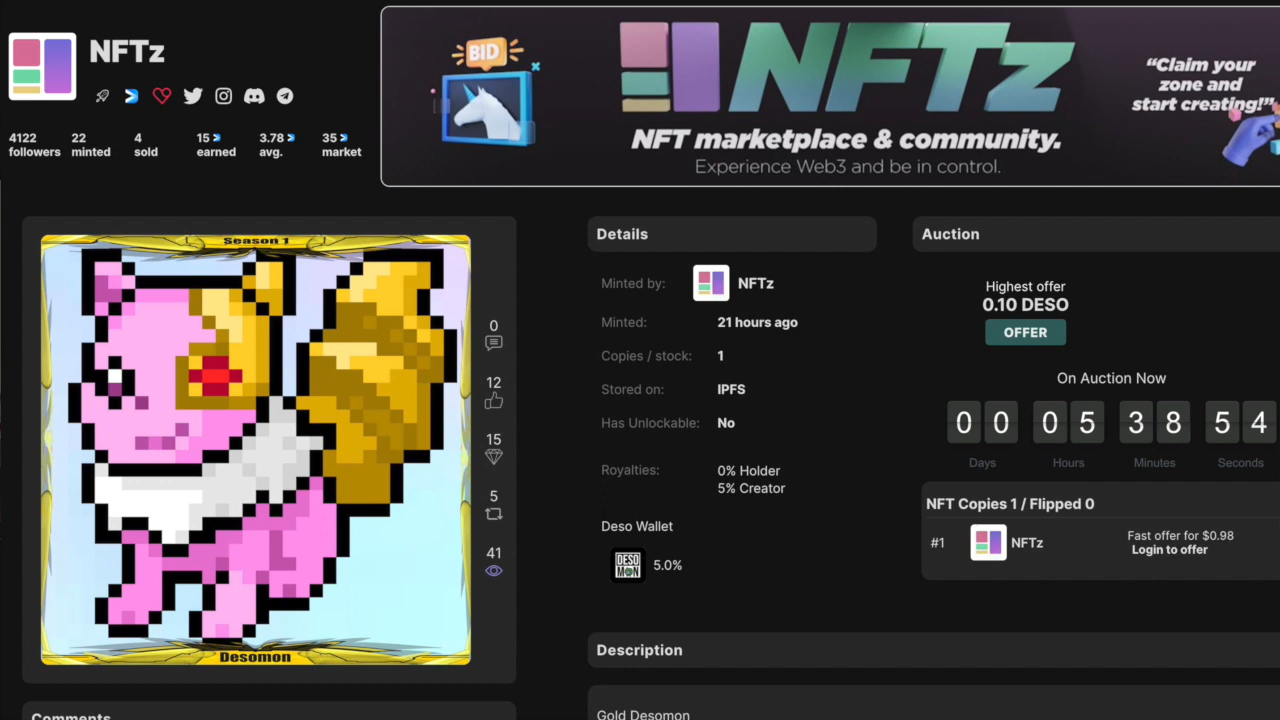 NFTz
4122 22 4 15 3.78 35
followers minted sold earned avg. market
BID
NFTz
NFT marketplace & community.
Experience Web3 and be in control.
“Claim your
zone and
start creating!”
Season 1
Desomon
0
12
15
5
41
Comments
Details
Minted by: NFTz
Minted: 21 hours ago
Copies / stock: 1
Stored on: IPFS
Has Unlockable: No
Royalties: 0% Holder
5% Creator
Deso Wallet
DESO
MON
5.0%
Auction
Highest offer
0.10 DESO
OFFER
On Auction Now
0 0 0 5 3 8 5 4
Days Hours Minutes Seconds
NFT Copies 1 / Flipped 0
#1 NFTz Fast offer for $0.98
Login to offer
Description
Gold Desomon